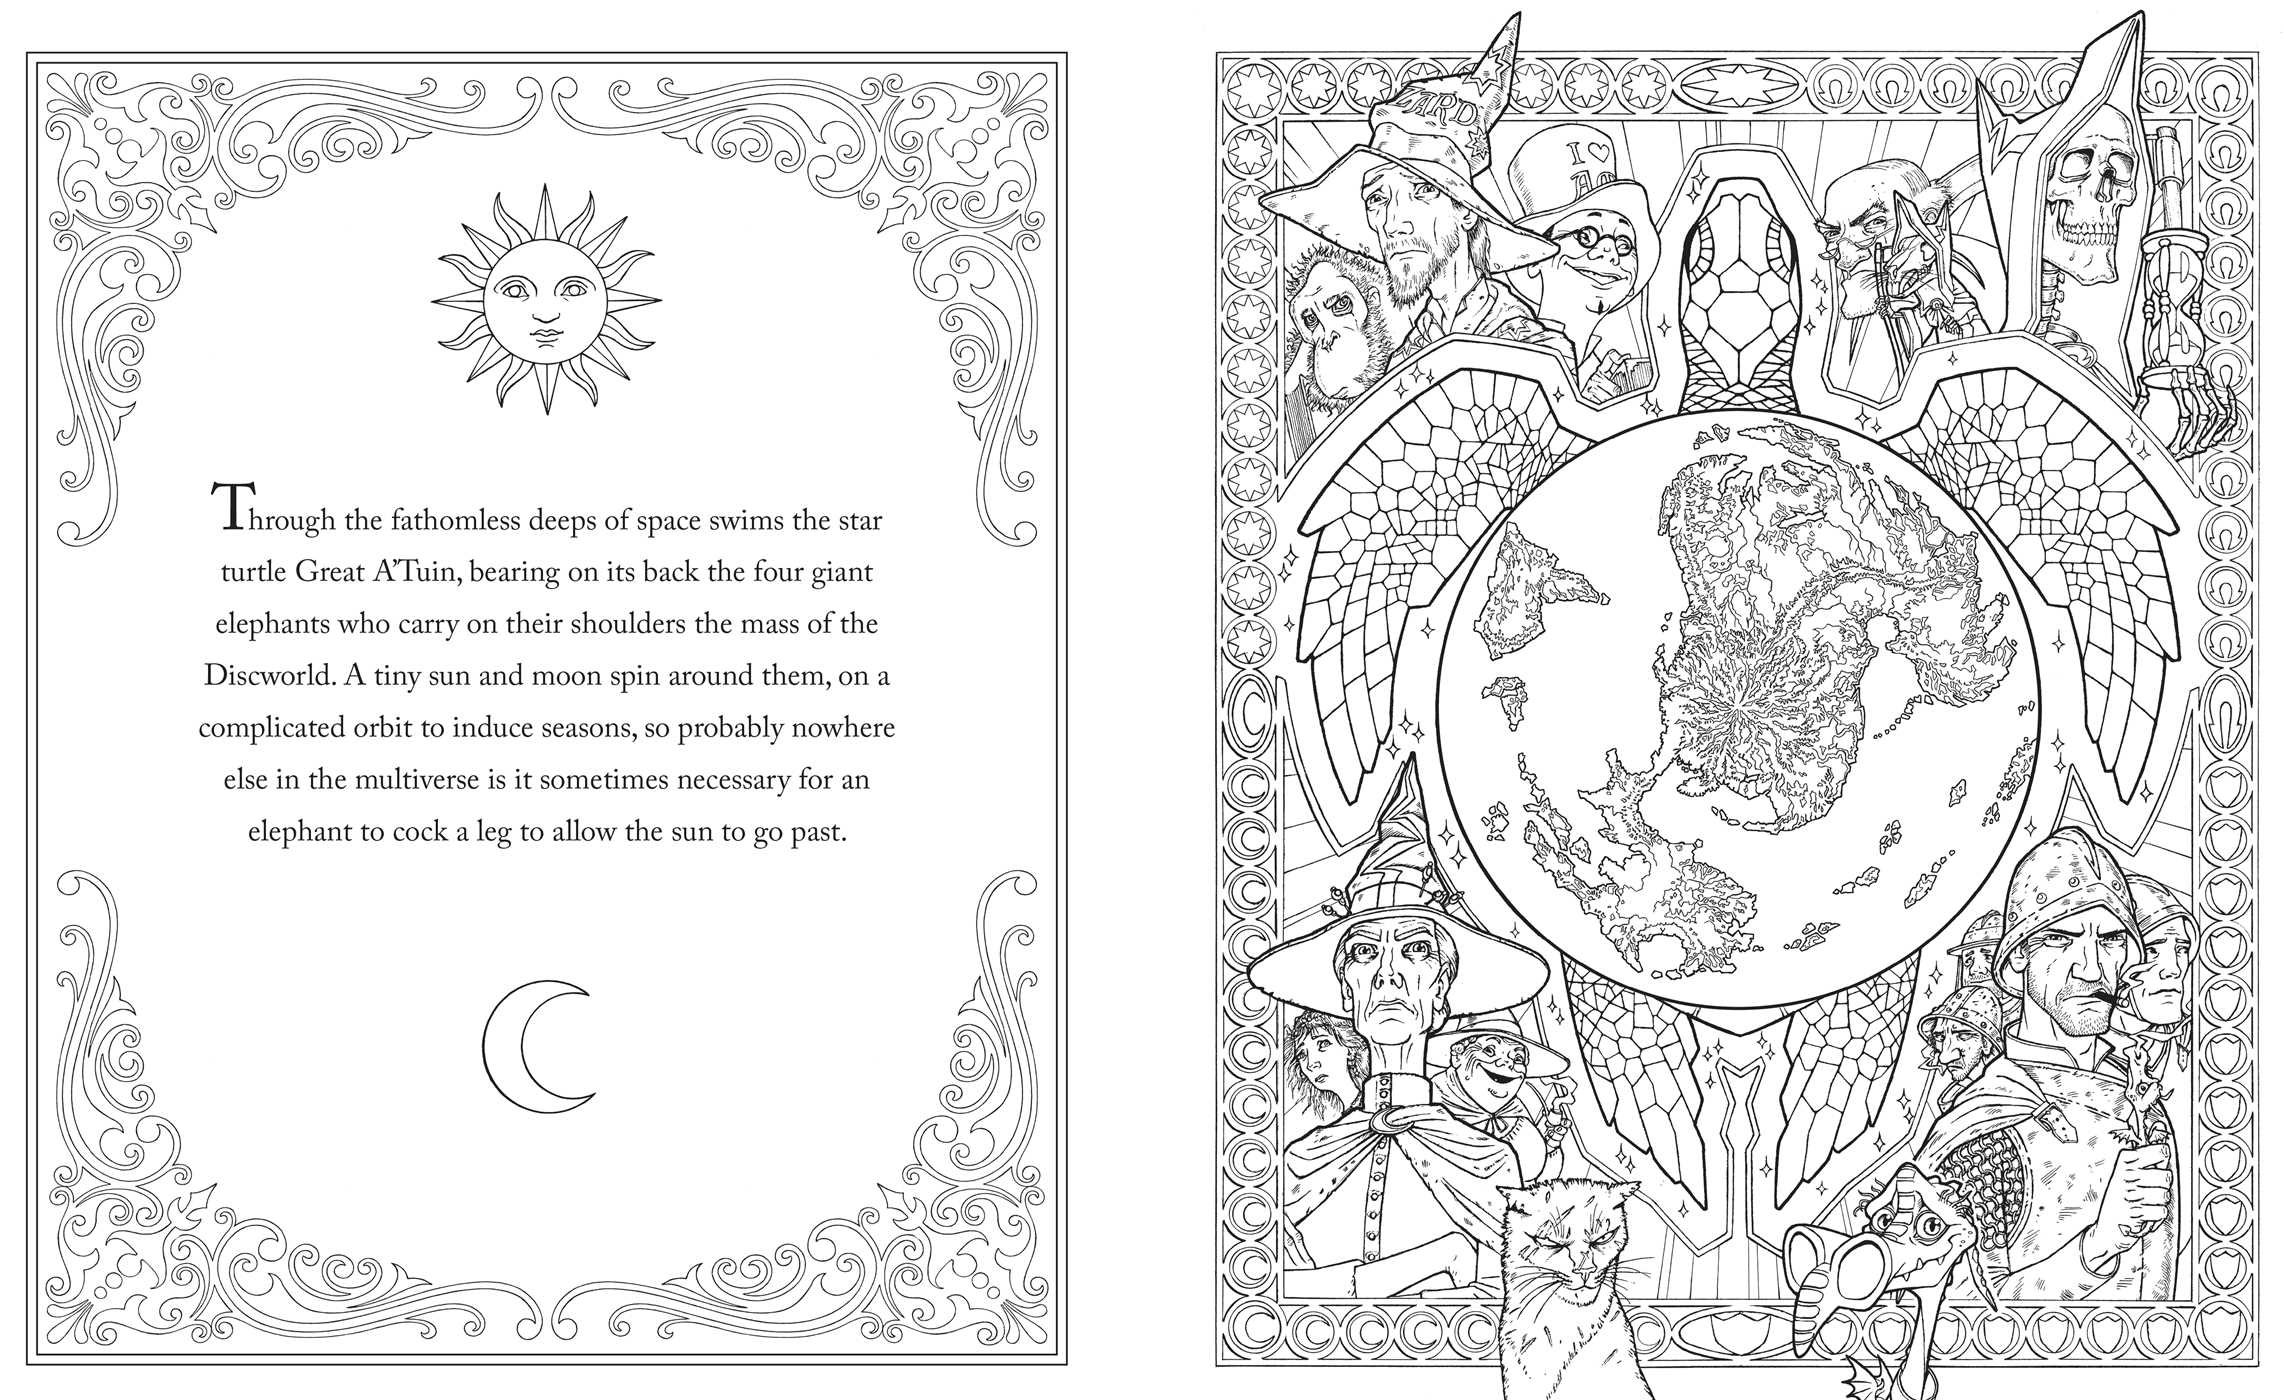 Through the fathomless deeps of space swims the star
turtle Great A’Tuin, bearing on its back the four giant
elephants who carry on their shoulders the mass of the
Discworld. A tiny sun and moon spin around them, on a
complicated orbit to induce seasons, so probably nowhere
else in the multiverse is it sometimes necessary for an
elephant to cock a leg to allow the sun to go past.
ZARD
I ♡
AM